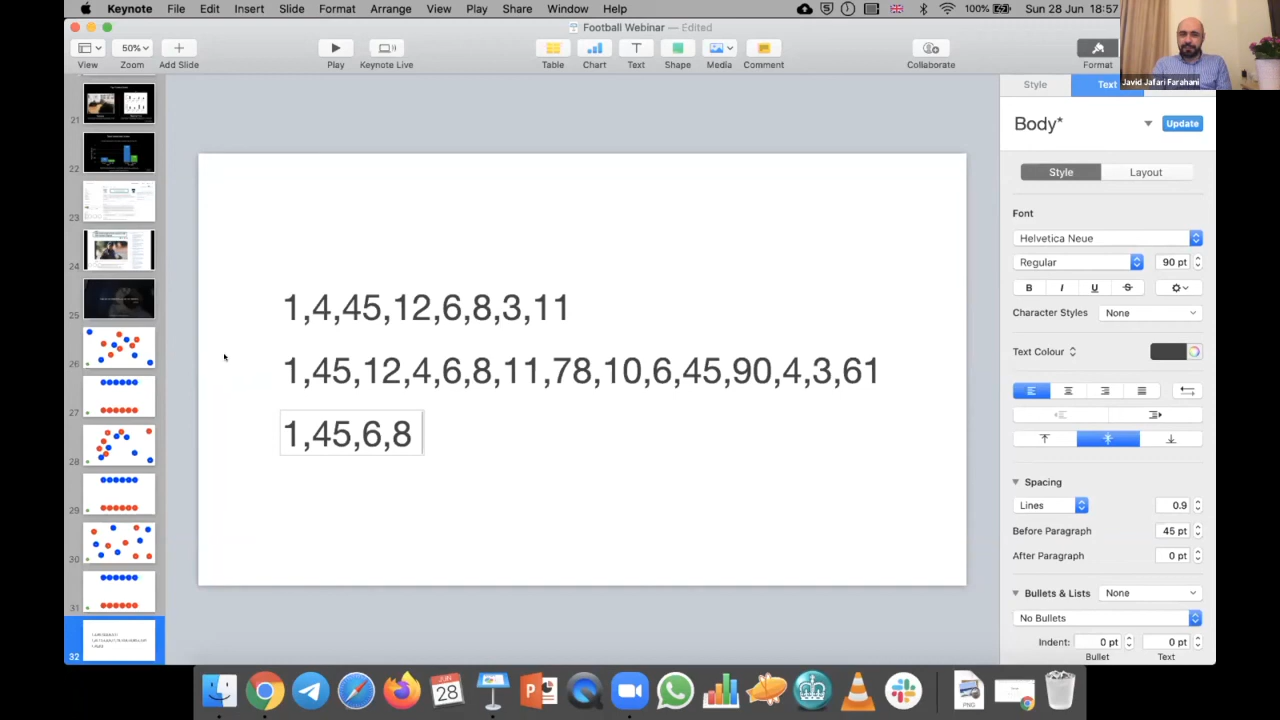 Keynote File Edit Insert Slide Format Arrange View Play Share Window Help
100% Sun 28 Jun 18:57
Football Webinar — Edited
50%
View Zoom Add Slide Play Keynote Live Table Chart Text Shape Media Comment Collaborate Format
Javid Jafari Farahani
Style Text
Body*
Update
Style Layout
Font
Helvetica Neue
Regular 90 pt
B I U S
Character Styles None
Text Colour
Spacing
Lines 0.9
Before Paragraph 45 pt
After Paragraph 0 pt
Bullets & Lists None
No Bullets
Indent: 0 pt 0 pt
Bullet Text
21
22
23
24
25
26
27
28
29
30
31
32
1,4,45,12,6,8,3,11
1,45,12,4,6,8,11,78,10,6,45,90,4,3,61
1,45,6,8
JUN
28
PNG